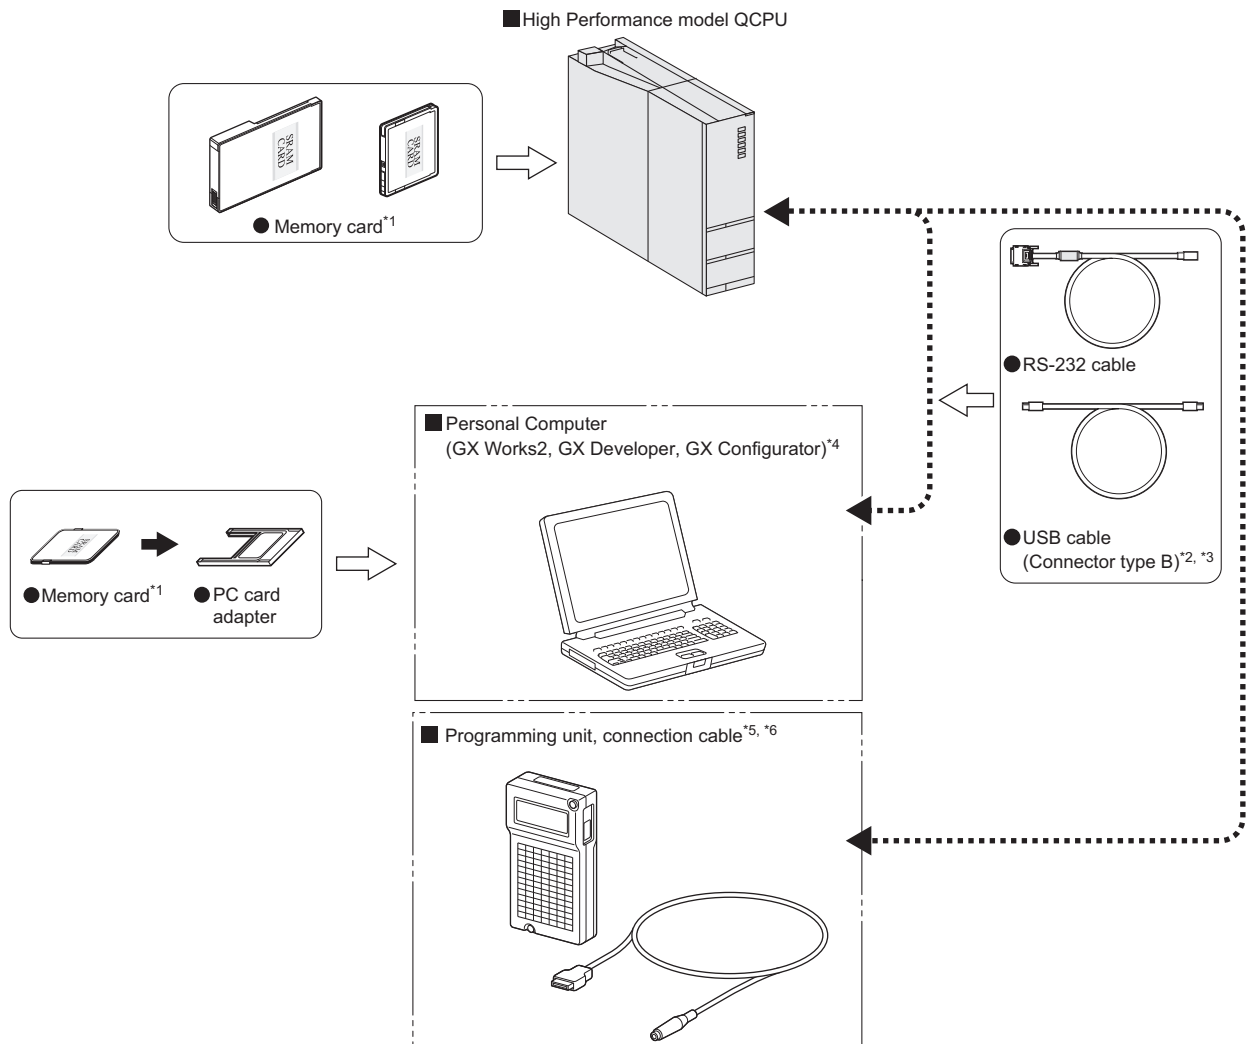 ■High Performance model QCPU
SRAM
CARD
SRAM
CARD
● Memory card*1
●RS-232 cable
●USB cable
(Connector type B)*2, *3
■Personal Computer
(GX Works2, GX Developer, GX Configurator)*4
●Memory card*1
●PC card
adapter
■ Programming unit, connection cable*5, *6